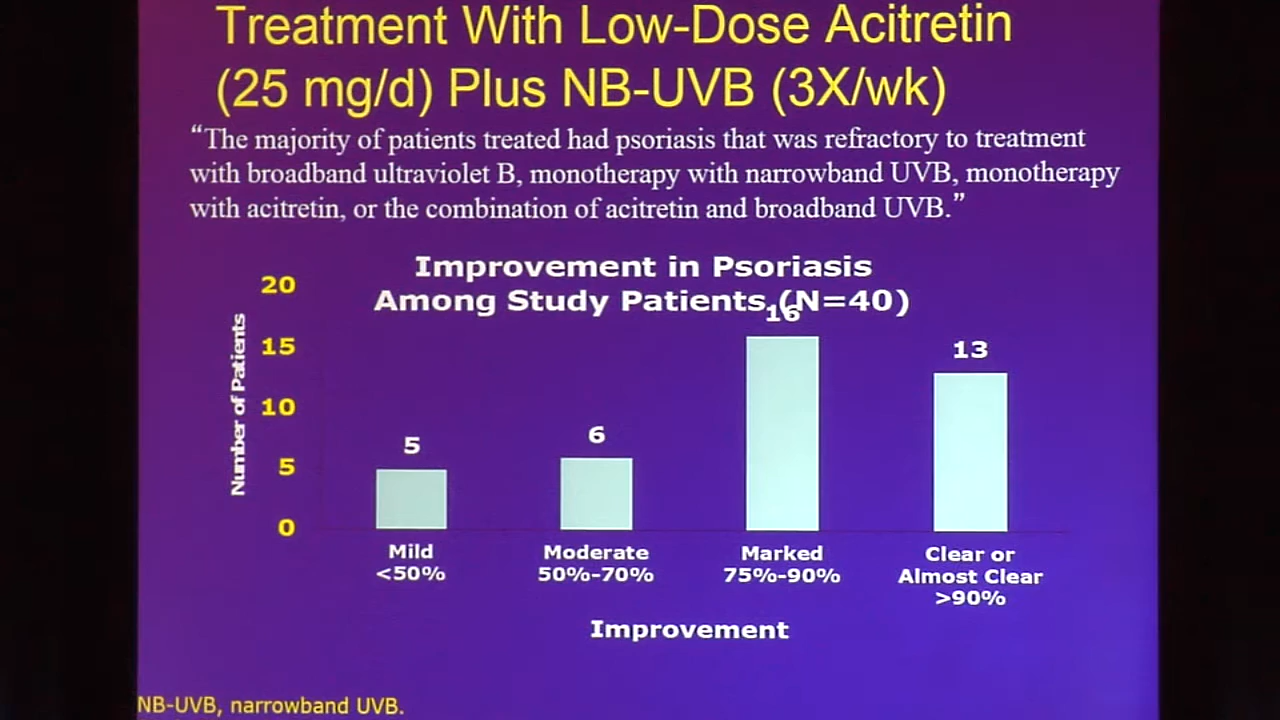 Treatment With Low-Dose Acitretin
(25 mg/d) Plus NB-UVB (3X/wk)
“The majority of patients treated had psoriasis that was refractory to treatment
with broadband ultraviolet B, monotherapy with narrowband UVB, monotherapy
with acitretin, or the combination of acitretin and broadband UVB.”
Improvement in Psoriasis
Among Study Patients (N=40)
Number of Patients
20
15
10
5
0
5
6
16
13
Mild
<50%
Moderate
50%-70%
Marked
75%-90%
Clear or
Almost Clear
>90%
Improvement
NB-UVB, narrowband UVB.